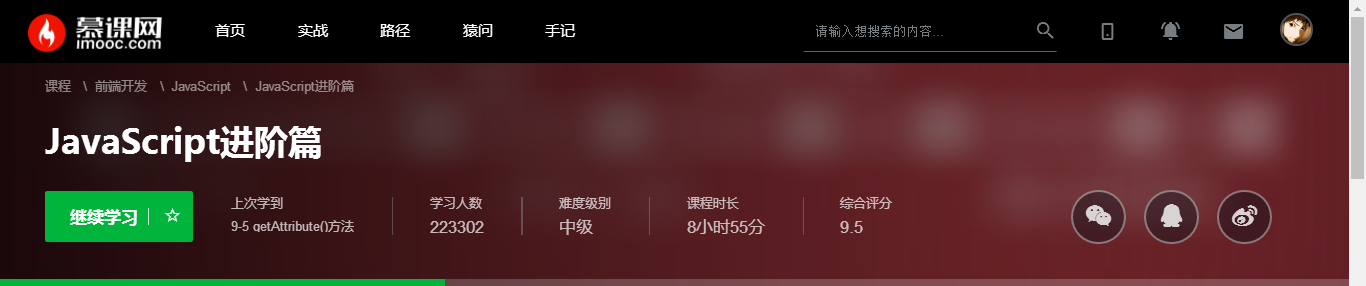 慕课网
imooc.com
首页 实战 路径 猿问 手记 请输入想搜索的内容...
课程 \ 前端开发 \ JavaScript \ JavaScript进阶篇
JavaScript进阶篇
继续学习
上次学到 学习人数 难度级别 课程时长 综合评分
9-5 getAttribute()方法 223302 中级 8小时55分 9.5